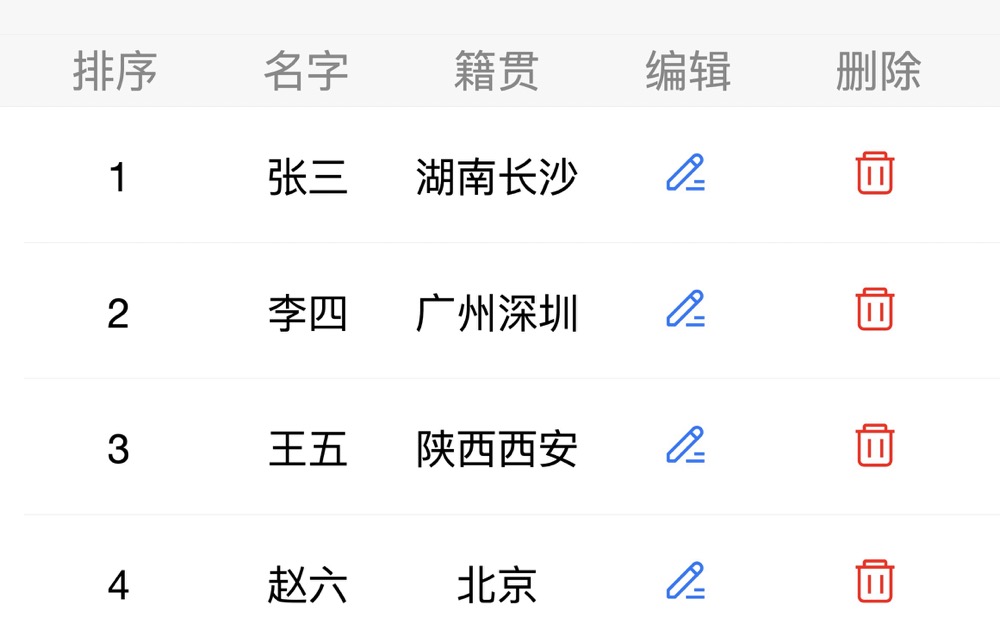 排序 名字 籍贯 编辑 删除
1 张三 湖南长沙
2 李四 广州深圳
3 王五 陕西西安
4 赵六 北京